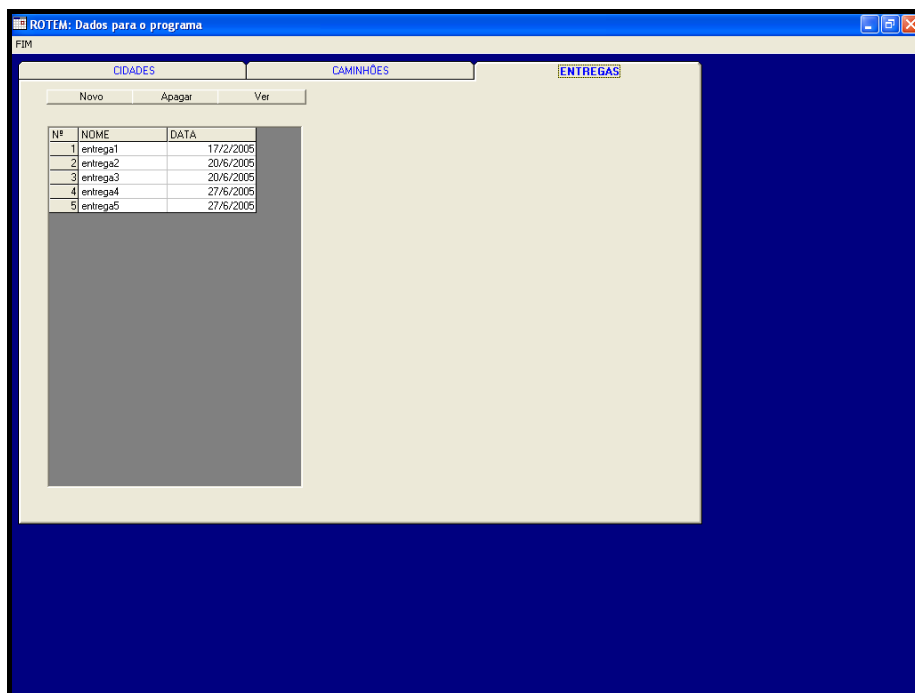 ROTEM: Dados para o programa
FIM
CIDADES CAMINHÕES ENTREGAS
Novo Apagar Ver
Nº NOME DATA
1 entrega1 17/2/2005
2 entrega2 20/6/2005
3 entrega3 20/6/2005
4 entrega4 27/6/2005
5 entrega5 27/6/2005